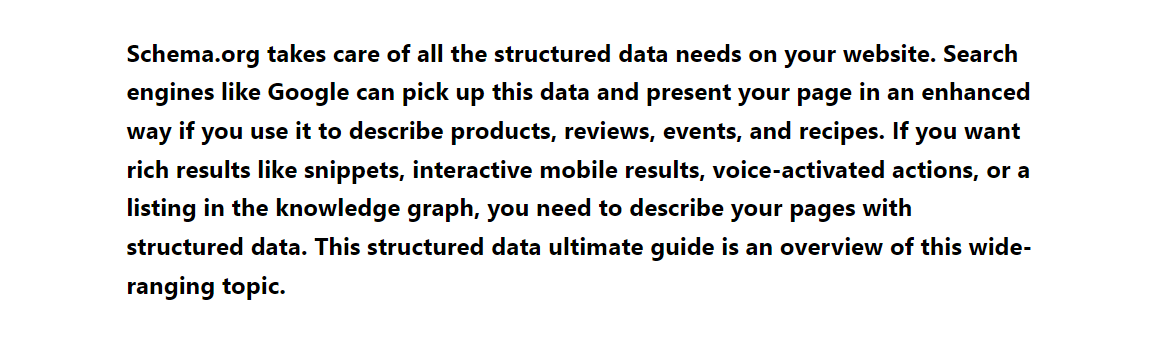 Schema.org takes care of all the structured data needs on your website. Search
engines like Google can pick up this data and present your page in an enhanced
way if you use it to describe products, reviews, events, and recipes. If you want
rich results like snippets, interactive mobile results, voice-activated actions, or a
listing in the knowledge graph, you need to describe your pages with
structured data. This structured data ultimate guide is an overview of this wide-
ranging topic.